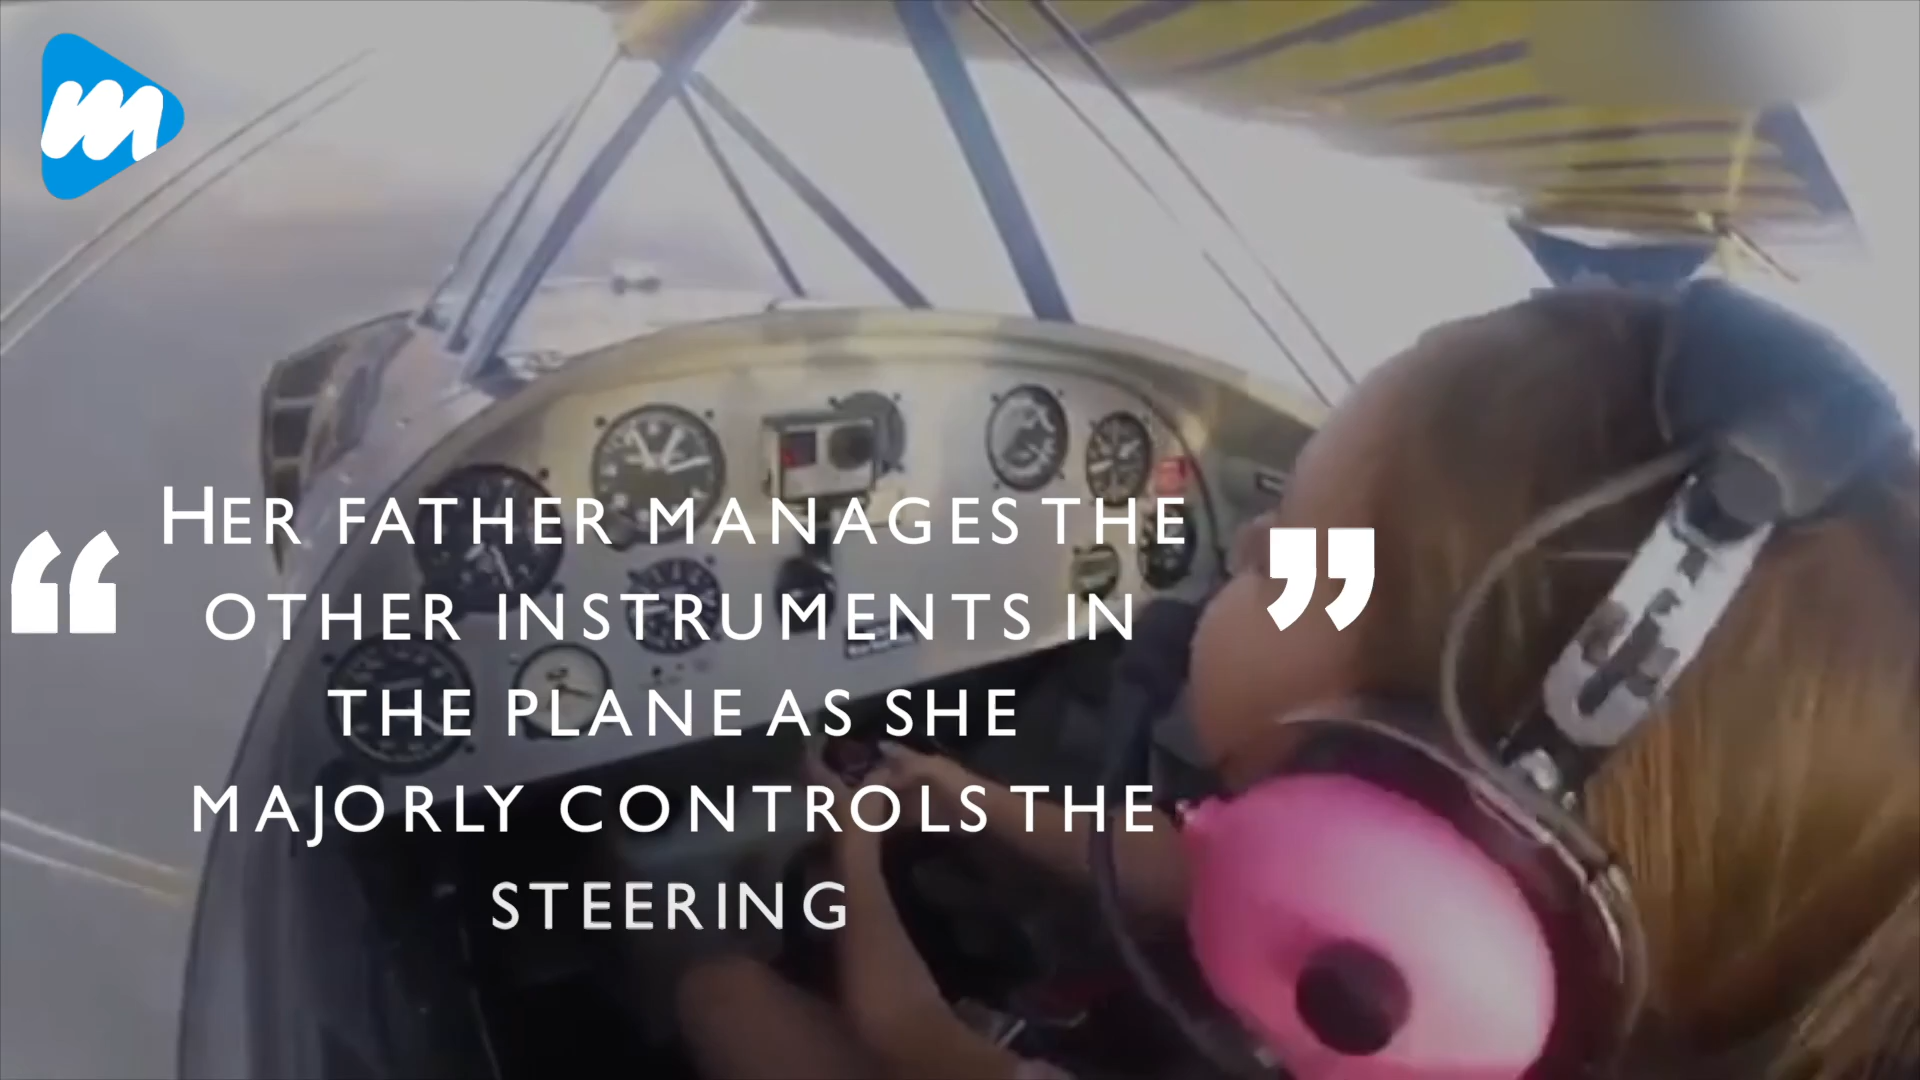 m
“ HER FATHER MANAGES THE ”
OTHER INSTRUMENTS IN
THE PLANE AS SHE
MAJORLY CONTROLS THE
STEERING